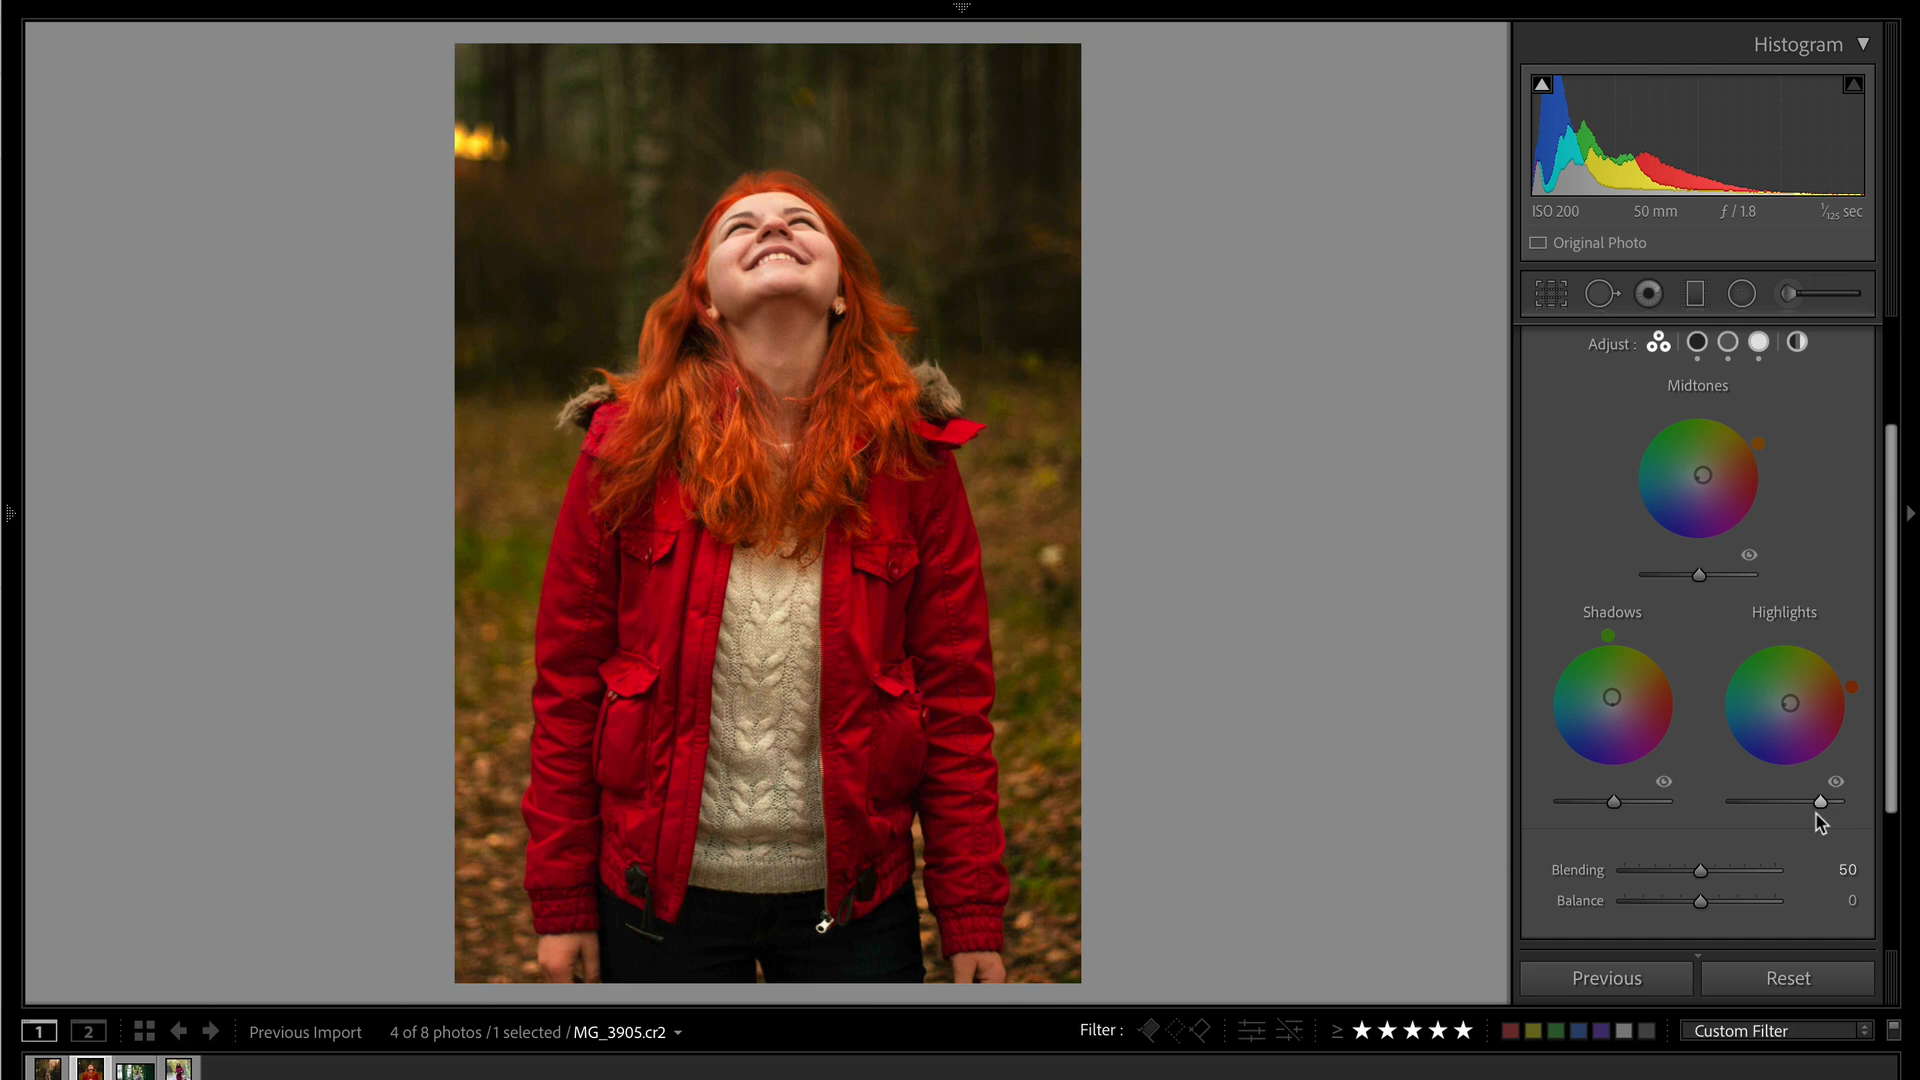 Histogram
ISO 200 50 mm ƒ / 1.8 1/125 sec
Original Photo
Adjust :
Midtones
Shadows Highlights
Blending 50
Balance 0
Previous Reset
1 2 Previous Import 4 of 8 photos /1 selected / MG_3905.cr2 Filter : ≥ ★★★★★ Custom Filter